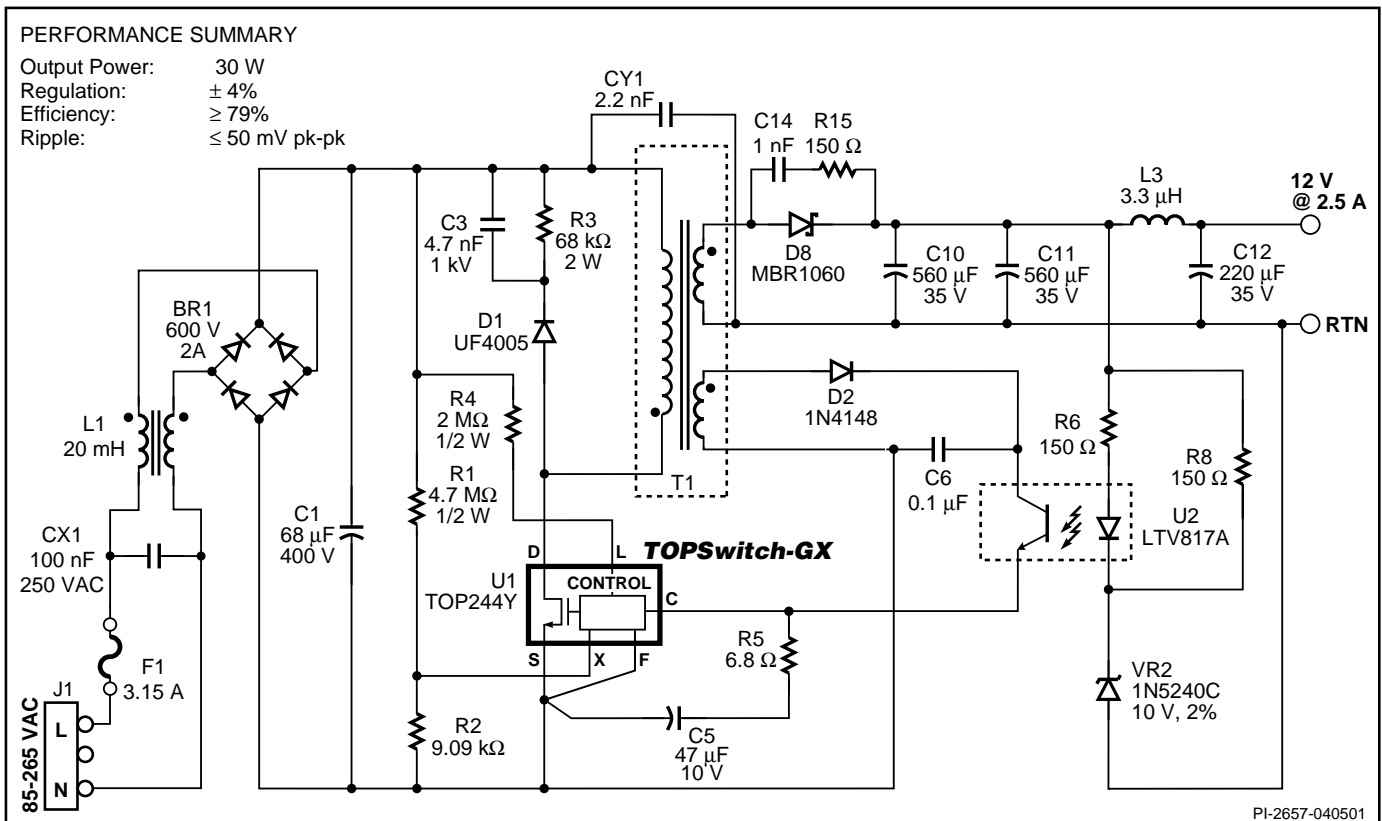 PERFORMANCE SUMMARY
Output Power: 30 W
Regulation: ± 4%
Efficiency: ≥ 79%
Ripple: ≤ 50 mV pk-pk
CY1
2.2 nF
C14
1 nF
R15
150 Ω
L3
3.3 µH
12 V
@ 2.5 A
C3
4.7 nF
1 kV
R3
68 kΩ
2 W
D8
MBR1060
C10
560 µF
35 V
C11
560 µF
35 V
C12
220 µF
35 V
RTN
BR1
600 V
2A
D1
UF4005
D2
1N4148
L1
20 mH
R4
2 MΩ
1/2 W
R1
4.7 MΩ
1/2 W
T1
C6
0.1 µF
R6
150 Ω
R8
150 Ω
U2
LTV817A
CX1
100 nF
250 VAC
C1
68 µF
400 V
D
L
TOPSwitch-GX
U1
TOP244Y
CONTROL
C
S
X
F
R5
6.8 Ω
VR2
1N5240C
10 V, 2%
F1
3.15 A
J1
L
N
85-265 VAC
R2
9.09 kΩ
C5
47 µF
10 V
PI-2657-040501